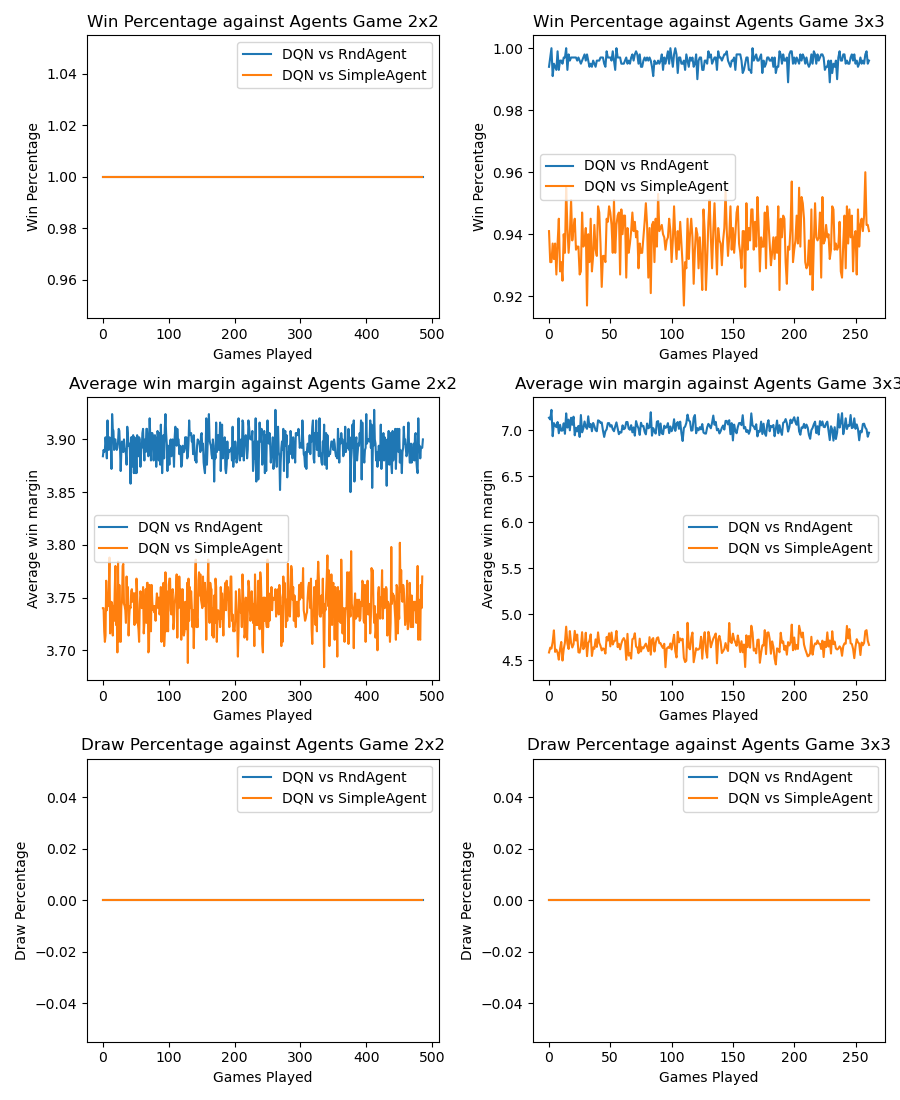 Win Percentage against Agents Game 2x2
DQN vs RndAgent
DQN vs SimpleAgent
1.04
1.02
1.00
0.98
0.96
Win Percentage
0
100
200
300
400
500
Games Played
Win Percentage against Agents Game 3x3
DQN vs RndAgent
DQN vs SimpleAgent
1.00
0.98
0.96
0.94
0.92
Win Percentage
0
50
100
150
200
250
Games Played
Average win margin against Agents Game 2x2
DQN vs RndAgent
DQN vs SimpleAgent
3.90
3.85
3.80
3.75
3.70
Average win margin
0
100
200
300
400
500
Games Played
Average win margin against Agents Game 3x3
DQN vs RndAgent
DQN vs SimpleAgent
7.0
6.5
6.0
5.5
5.0
4.5
Average win margin
0
50
100
150
200
250
Games Played
Draw Percentage against Agents Game 2x2
DQN vs RndAgent
DQN vs SimpleAgent
0.04
0.02
0.00
−0.02
−0.04
Draw Percentage
0
100
200
300
400
500
Games Played
Draw Percentage against Agents Game 3x3
DQN vs RndAgent
DQN vs SimpleAgent
0.04
0.02
0.00
−0.02
−0.04
Draw Percentage
0
50
100
150
200
250
Games Played